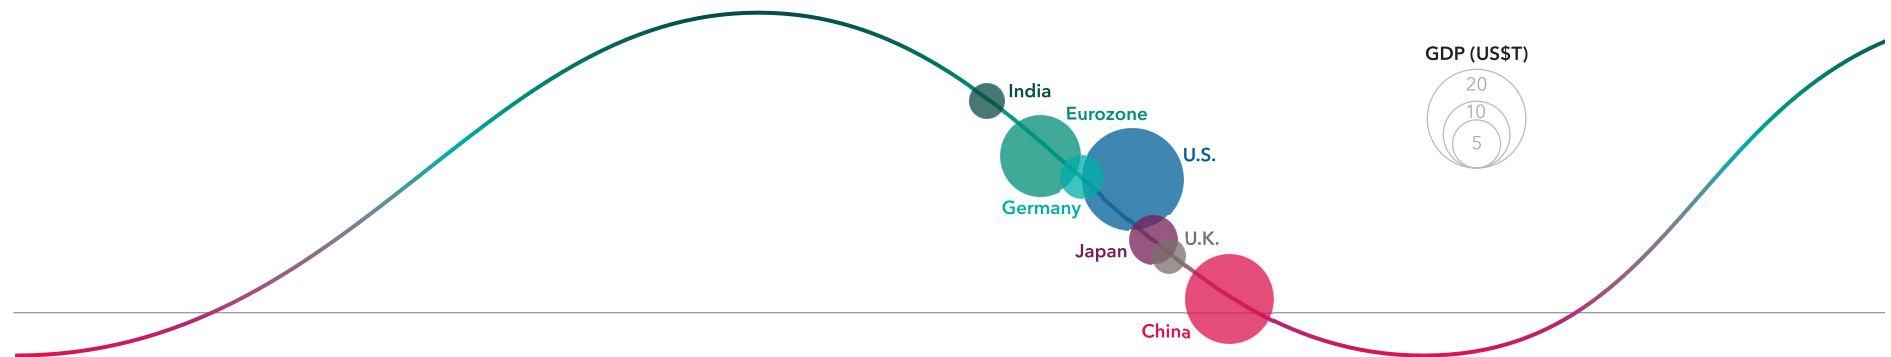 GDP (US$T)
20
10
5
India
Eurozone
U.S.
Germany
U.K.
Japan
China